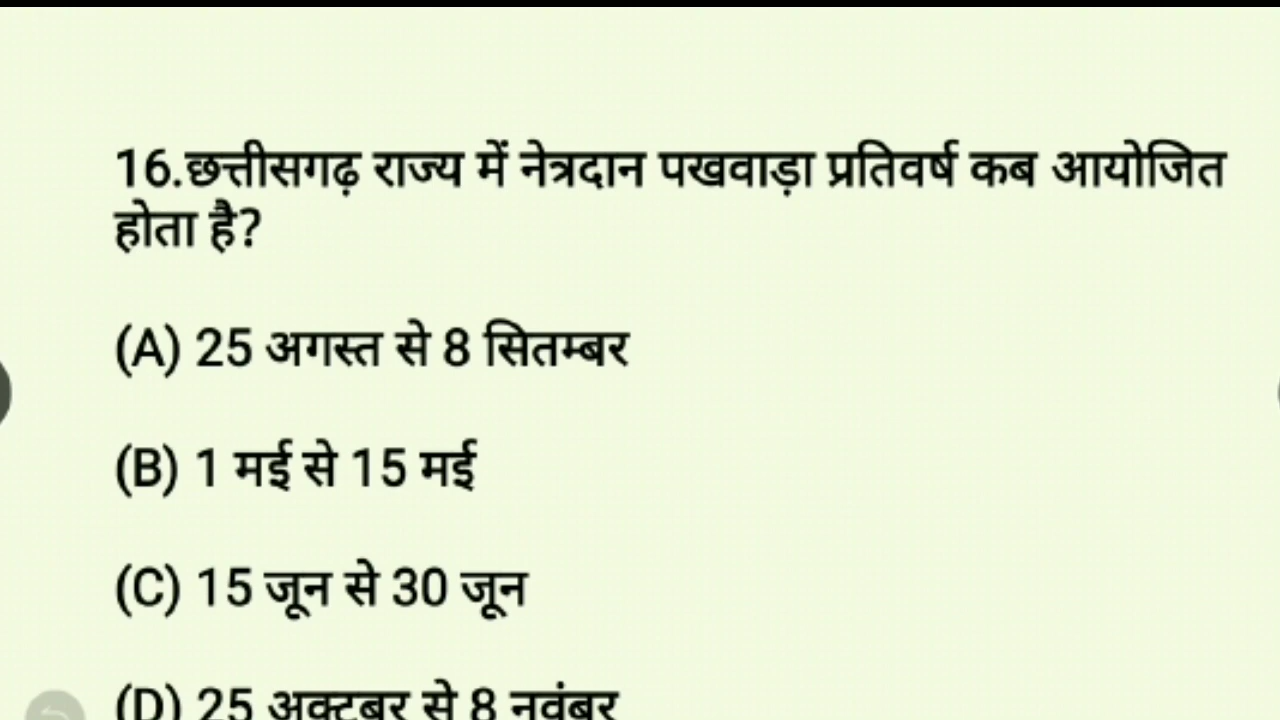 16.छत्तीसगढ़ राज्य में नेत्रदान पखवाड़ा प्रतिवर्ष कब आयोजित
होता है?
(A) 25 अगस्त से 8 सितम्बर
(B) 1 मई से 15 मई
(C) 15 जून से 30 जून
(D) 25 अक्टूबर से 8 नवंबर